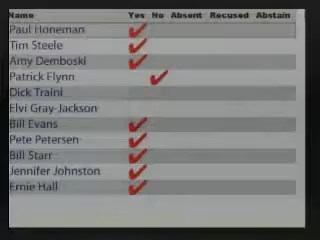 Name Yes No Absent Recused Abstain
Paul Honeman
Tim Steele
Amy Demboski
Patrick Flynn
Dick Traini
Elvi Gray-Jackson
Bill Evans
Pete Petersen
Bill Starr
Jennifer Johnston
Ernie Hall